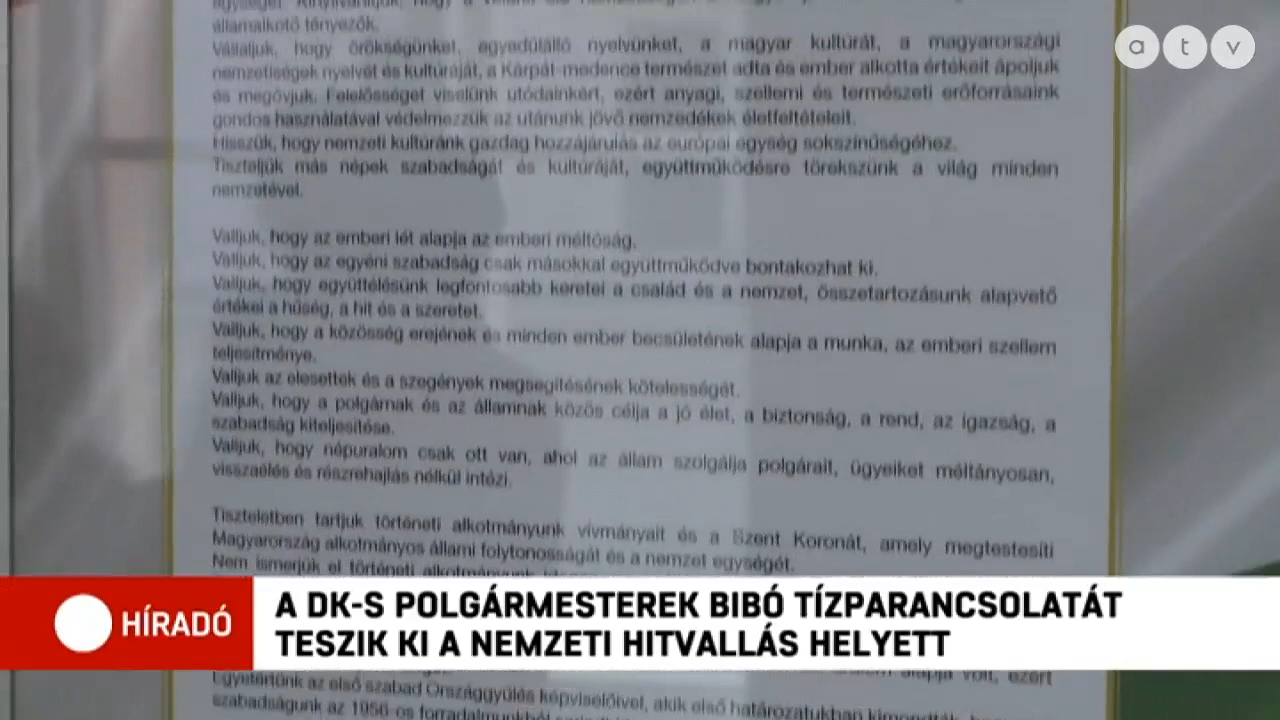 államalkotó tényezők.
Vállaljuk, hogy örökségünket, egyedülálló nyelvünket, a magyar kultúrát, a magyarországi
nemzetiségek nyelvét és kultúráját, a Kárpát-medence természet adta és ember alkotta értékeit ápoljuk
és megóvjuk. Felelősséget viselünk utódainkért, ezért anyagi, szellemi és természeti erőforrásaink
gondos használatával védelmezzük az utánunk jövő nemzedékek életfeltételeit.
Hisszük, hogy nemzeti kultúránk gazdag hozzájárulás az európai egység sokszínűségéhez.
Tiszteljük más népek szabadságát és kultúráját, együttműködésre törekszünk a világ minden
nemzetével.
Valljuk, hogy az emberi lét alapja az emberi méltóság.
Valljuk, hogy az egyéni szabadság csak másokkal együttműködve bontakozhat ki.
Valljuk, hogy együttélésünk legfontosabb keretei a család és a nemzet, összetartozásunk alapvető
értékei a hűség, a hit és a szeretet.
Valljuk, hogy a közösség erejének és minden ember becsületének alapja a munka, az emberi szellem
teljesítménye.
Valljuk az elesettek és a szegények megsegítésének kötelességét.
Valljuk, hogy a polgárnak és az államnak közös célja a jó élet, a biztonság, a rend, az igazság, a
szabadság kiteljesítése.
Valljuk, hogy népuralom csak ott van, ahol az állam szolgálja polgárait, ügyeiket méltányosan,
visszaélés és részrehajlás nélkül intézi.
Tiszteletben tartjuk történeti alkotmányunk vívmányait és a Szent Koronát, amely megtestesíti
Magyarország alkotmányos állami folytonosságát és a nemzet egységét.
Nem ismerjük el történeti alkotmányunk
HÍRADÓ
A DK-S POLGÁRMESTEREK BIBÓ TÍZPARANCSOLATÁT
TESZIK KI A NEMZETI HITVALLÁS HELYETT
alapja volt, ezért
Egyetértünk az első szabad Országgyűlés képviselőivel, akik első határozatukban kimondták, hogy
szabadságunk az 1956-os forradalmunkból
atv